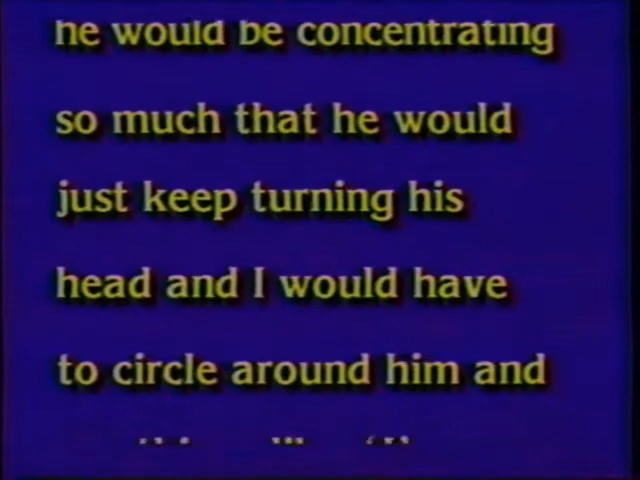 he would be concentrating
so much that he would
just keep turning his
head and I would have
to circle around him and